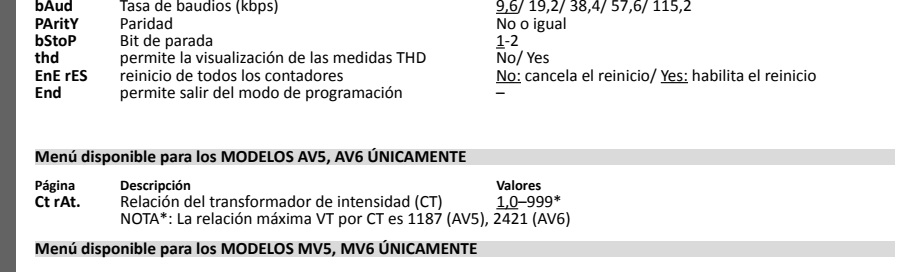 bAud Tasa de baudios (kbps) 9,6/ 19,2/ 38,4/ 57,6/ 115,2
PAritY Paridad No o igual
bStoP Bit de parada 1-2
thd permite la visualización de las medidas THD No/ Yes
EnE rES reinicio de todos los contadores No: cancela el reinicio/ Yes: habilita el reinicio
End permite salir del modo de programación –
Menú disponible para los MODELOS AV5, AV6 ÚNICAMENTE
Página Descripción Valores
Ct rAt. Relación del transformador de intensidad (CT) 1,0–999*
NOTA*: La relación máxima VT por CT es 1187 (AV5), 2421 (AV6)
Menú disponible para los MODELOS MV5, MV6 ÚNICAMENTE